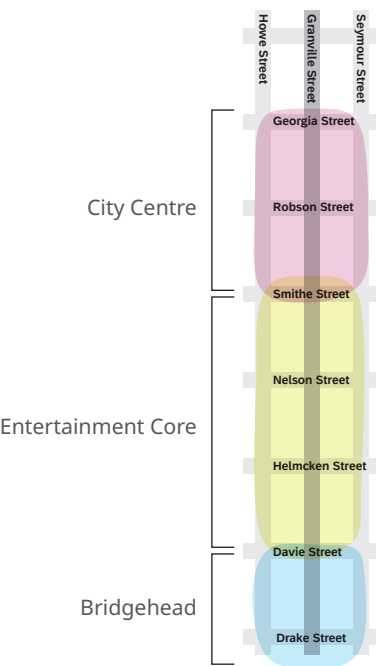 Howe Street
Granville Street
Seymour Street
Georgia Street
City Centre
Robson Street
Smithe Street
Nelson Street
Entertainment Core
Helmcken Street
Davie Street
Bridgehead
Drake Street